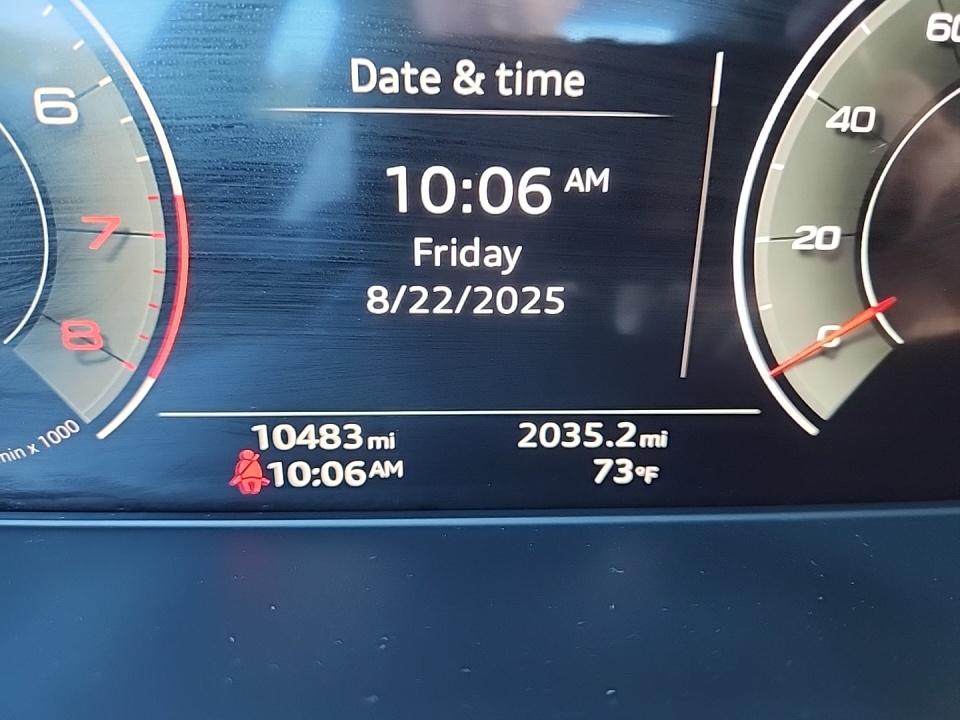 Date & time
10:06 AM
Friday
8/22/2025
6
7
8
min x 1000
60
40
20
0
10483 mi
2035.2 mi
10:06 AM
73°F